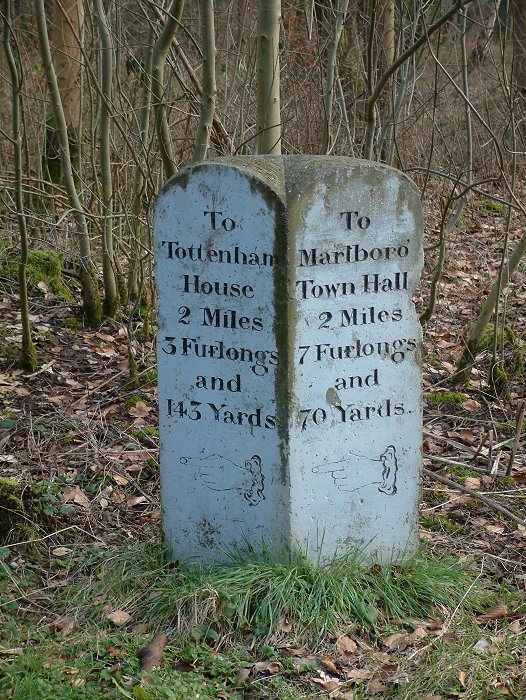 To
Tottenham
House
2 Miles
3 Furlongs
and
143 Yards
To
Marlboro'
Town Hall
2 Miles
7 Furlongs
and
70 Yards.